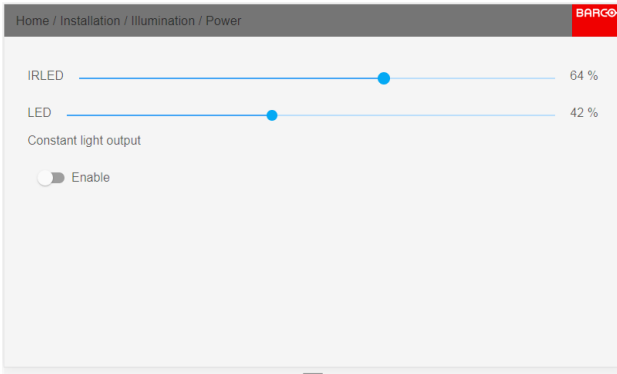 Home / Installation / Illumination / Power
BARCO
IRLED 64 %
LED 42 %
Constant light output
Enable